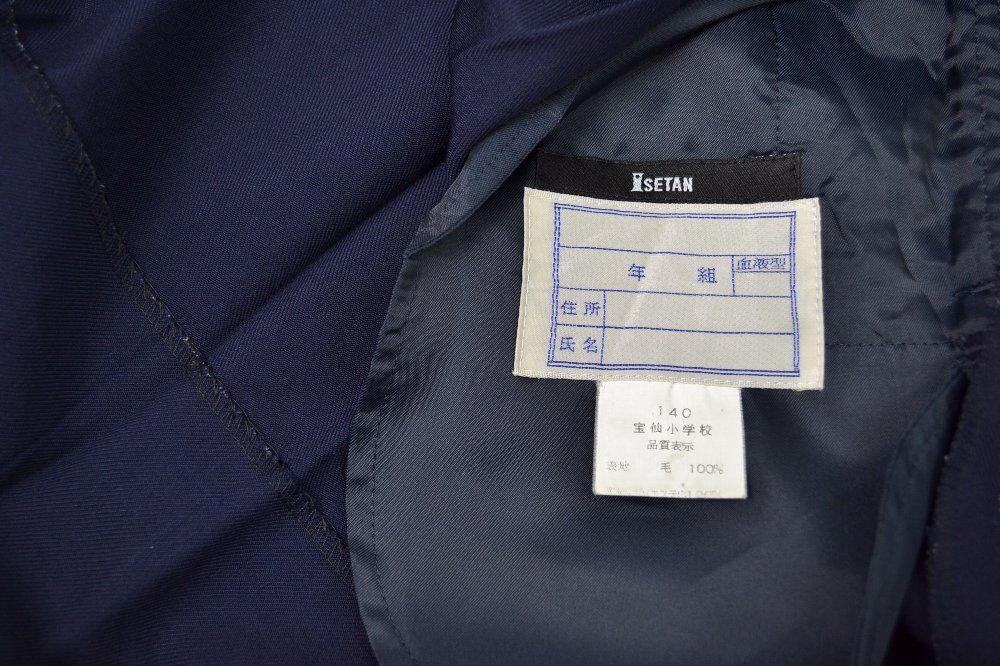 ISETAN
年 組 血液型
住所
氏名
140
宝仙小学校
品質表示
表地 毛 100%